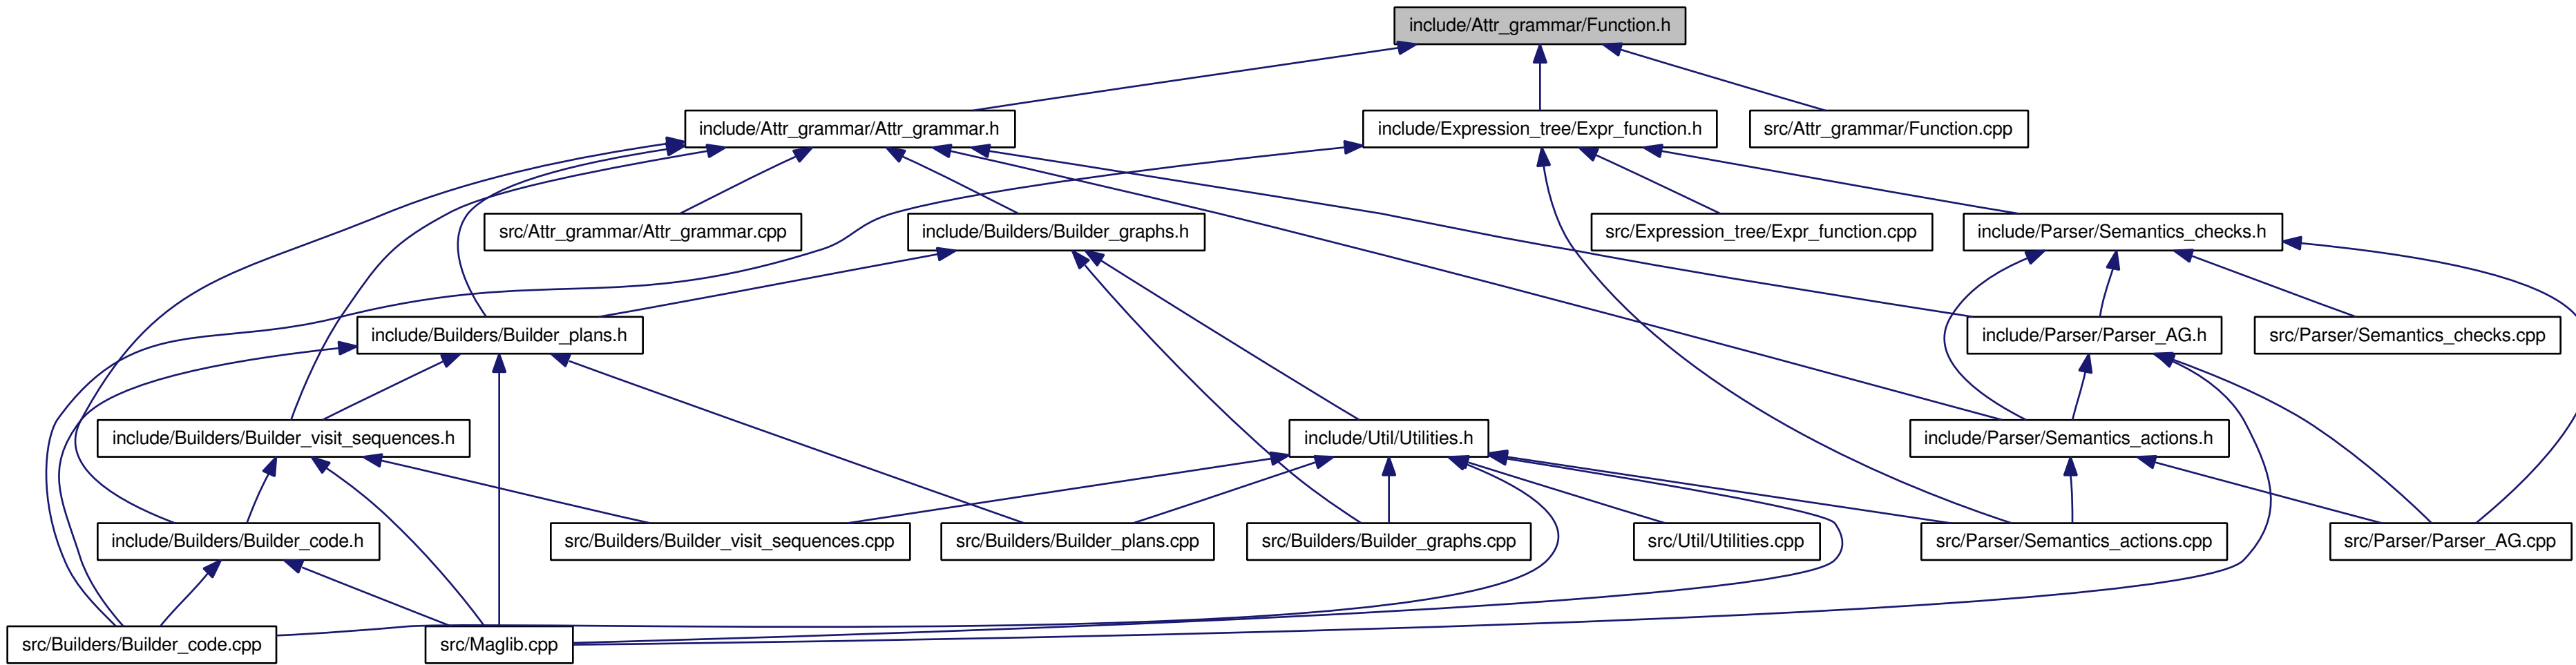 include/Attr_grammar/Function.h
include/Attr_grammar/Attr_grammar.h
include/Expression_tree/Expr_function.h
src/Attr_grammar/Function.cpp
src/Attr_grammar/Attr_grammar.cpp
include/Builders/Builder_graphs.h
src/Expression_tree/Expr_function.cpp
include/Parser/Semantics_checks.h
include/Builders/Builder_plans.h
include/Parser/Parser_AG.h
src/Parser/Semantics_checks.cpp
include/Builders/Builder_visit_sequences.h
include/Util/Utilities.h
include/Parser/Semantics_actions.h
include/Builders/Builder_code.h
src/Builders/Builder_visit_sequences.cpp
src/Builders/Builder_plans.cpp
src/Builders/Builder_graphs.cpp
src/Util/Utilities.cpp
src/Parser/Semantics_actions.cpp
src/Parser/Parser_AG.cpp
src/Builders/Builder_code.cpp
src/Maglib.cpp